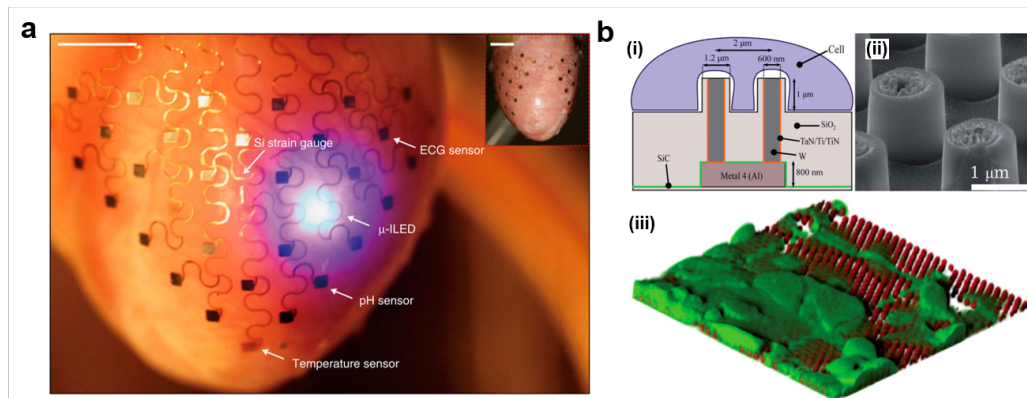 a
Si strain gauge
ECG sensor
μ-ILED
pH sensor
Temperature sensor
b
(i)
2 μm
1.2 μm
600 nm
Cell
1 μm
SiO₂
TaN/Ti/TiN
W
SiC
Metal 4 (Al)
800 nm
(ii)
1 μm
(iii)